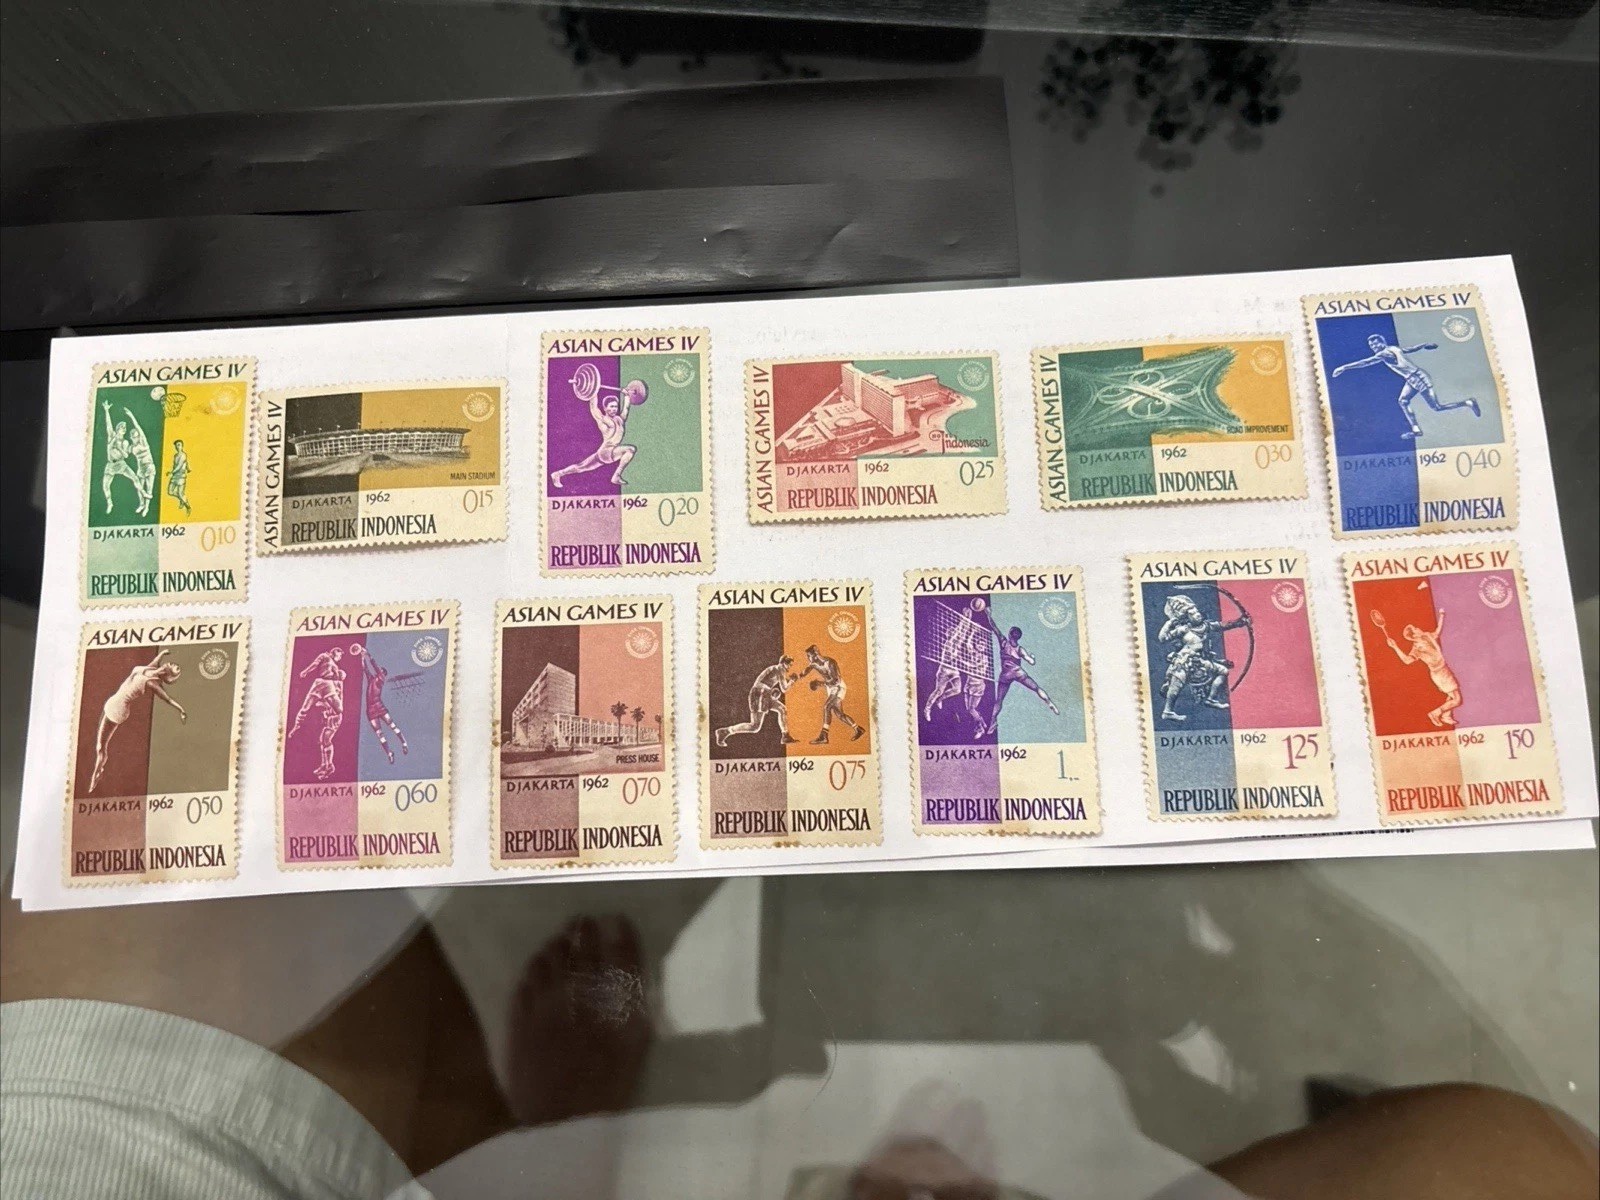 ASIAN GAMES IV
DJAKARTA 1962
0.10
REPUBLIK INDONESIA
ASIAN GAMES IV
MAIN STADIUM
DJAKARTA 1962
0.15
REPUBLIK INDONESIA
ASIAN GAMES IV
DJAKARTA 1962
0.20
REPUBLIK INDONESIA
ASIAN GAMES IV
Indonesia
DJAKARTA 1962
0.25
REPUBLIK INDONESIA
ASIAN GAMES IV
ROAD IMPROVEMENT
DJAKARTA 1962
0.30
REPUBLIK INDONESIA
ASIAN GAMES IV
DJAKARTA 1962
0.40
REPUBLIK INDONESIA
ASIAN GAMES IV
DJAKARTA 1962
0.50
REPUBLIK INDONESIA
ASIAN GAMES IV
DJAKARTA 1962
0.60
REPUBLIK INDONESIA
ASIAN GAMES IV
PRESS HOUSE
DJAKARTA 1962
0.70
REPUBLIK INDONESIA
ASIAN GAMES IV
DJAKARTA 1962
0.75
REPUBLIK INDONESIA
ASIAN GAMES IV
DJAKARTA 1962
1.-
REPUBLIK INDONESIA
ASIAN GAMES IV
DJAKARTA 1962
1.25
REPUBLIK INDONESIA
ASIAN GAMES IV
DJAKARTA 1962
1.50
REPUBLIK INDONESIA